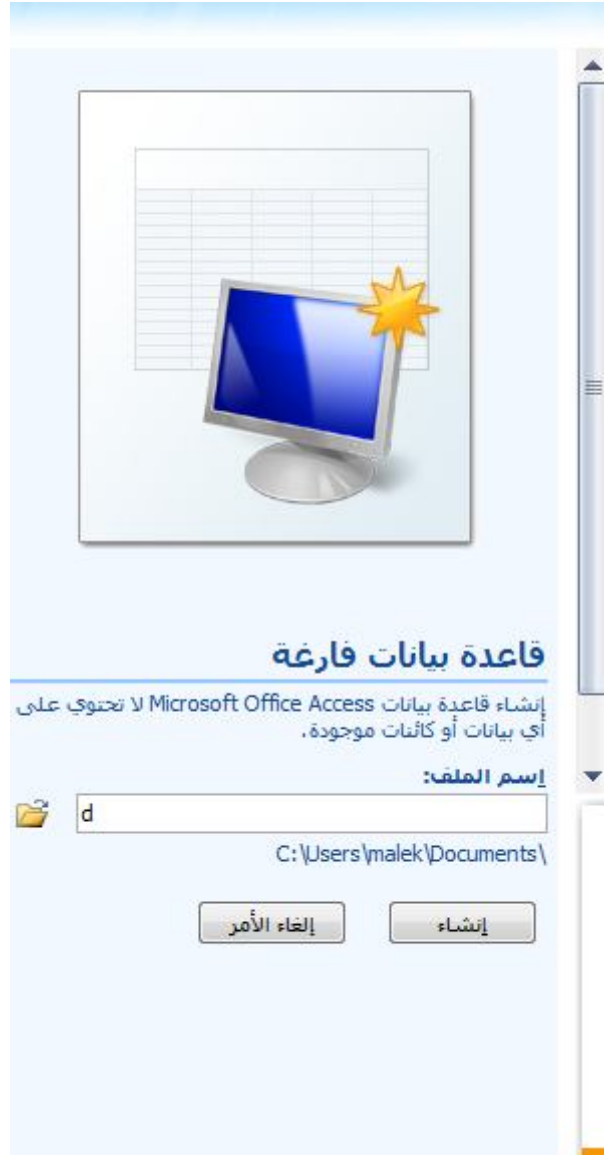 قاعدة بيانات فارغة
إنشاء قاعدة بيانات Microsoft Office Access لا تحتوي على
أي بيانات أو كائنات موجودة.
إسم الملف:
d
C:\Users\malek\Documents\
إنشاء
إلغاء الأمر